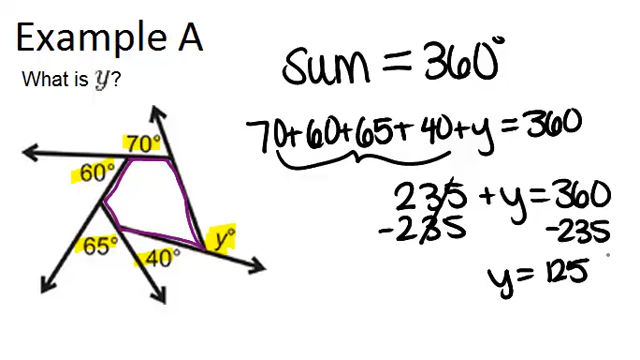 Example A
What is y?
sum = 360°
70+60+65+40+y=360
235 + y = 360
-235 -235
y = 125
70°
60°
65°
40°
y°